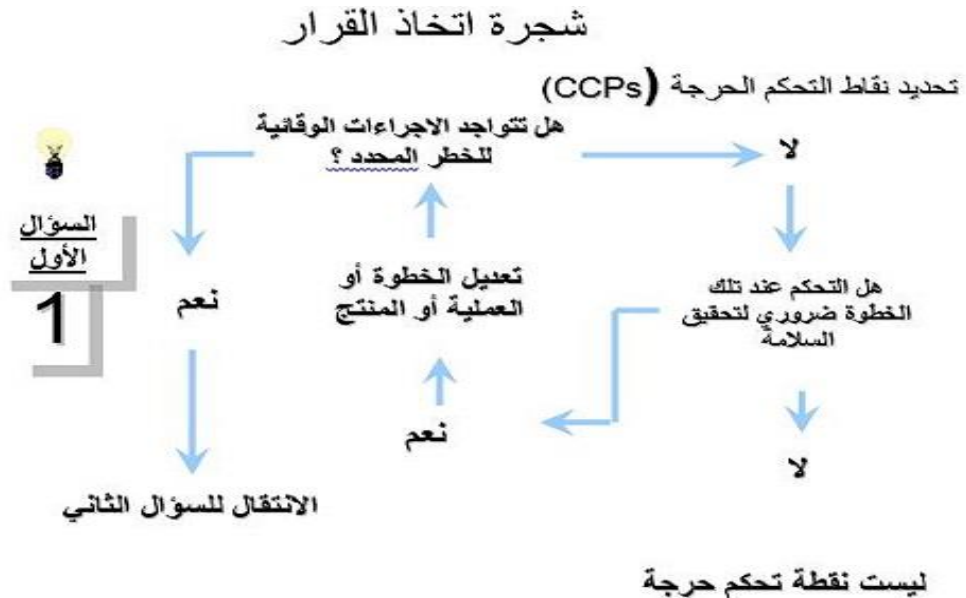 شجرة اتخاذ القرار
تحديد نقاط التحكم الحرجة (CCPs)
هل تتواجد الاجراءات الوقائية
للخطر المحدد ؟
لا
السؤال
الأول
1
نعم
تعديل الخطوة أو
العملية أو المنتج
هل التحكم عند تلك
الخطوة ضروري لتحقيق
السلامة
نعم
لا
الانتقال للسؤال الثاني
ليست نقطة تحكم حرجة